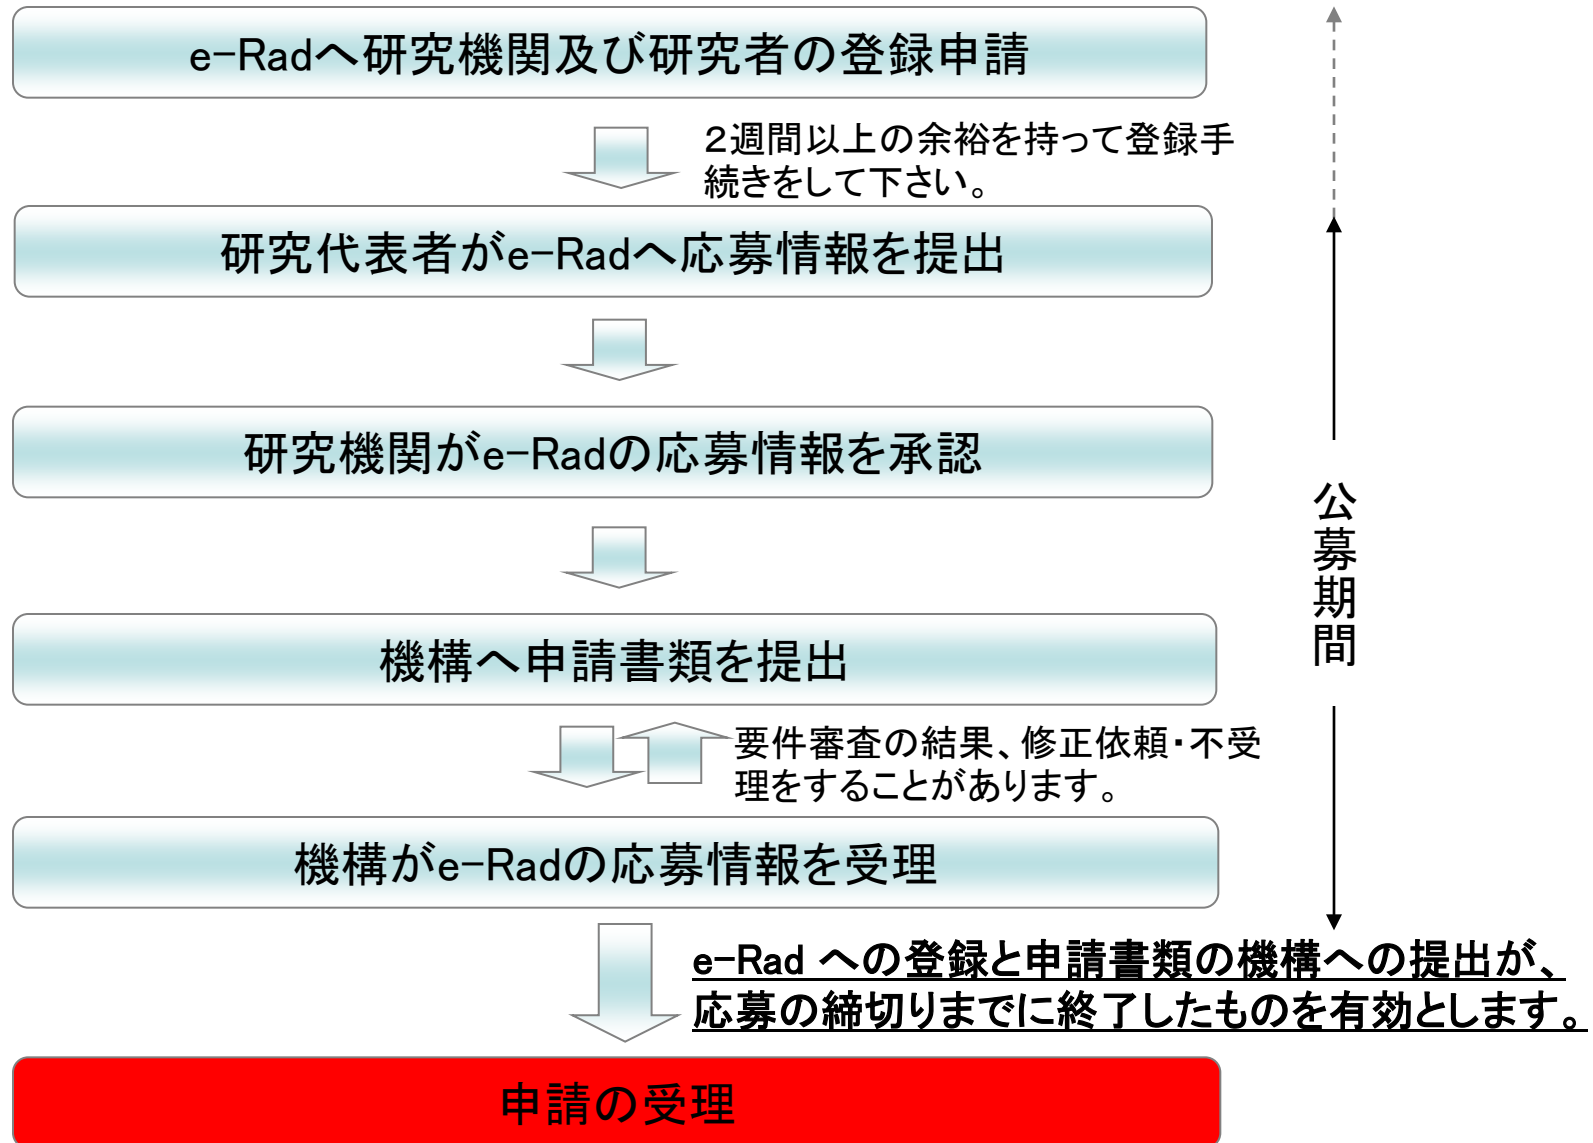 e-Radへ研究機関及び研究者の登録申請
２週間以上の余裕を持って登録手
続きをして下さい。
研究代表者がe-Radへ応募情報を提出
研究機関がe-Radの応募情報を承認
公募期間
機構へ申請書類を提出
要件審査の結果、修正依頼・不受
理をすることがあります。
機構がe-Radの応募情報を受理
e-Rad への登録と申請書類の機構への提出が、
応募の締切りまでに終了したものを有効とします。
申請の受理